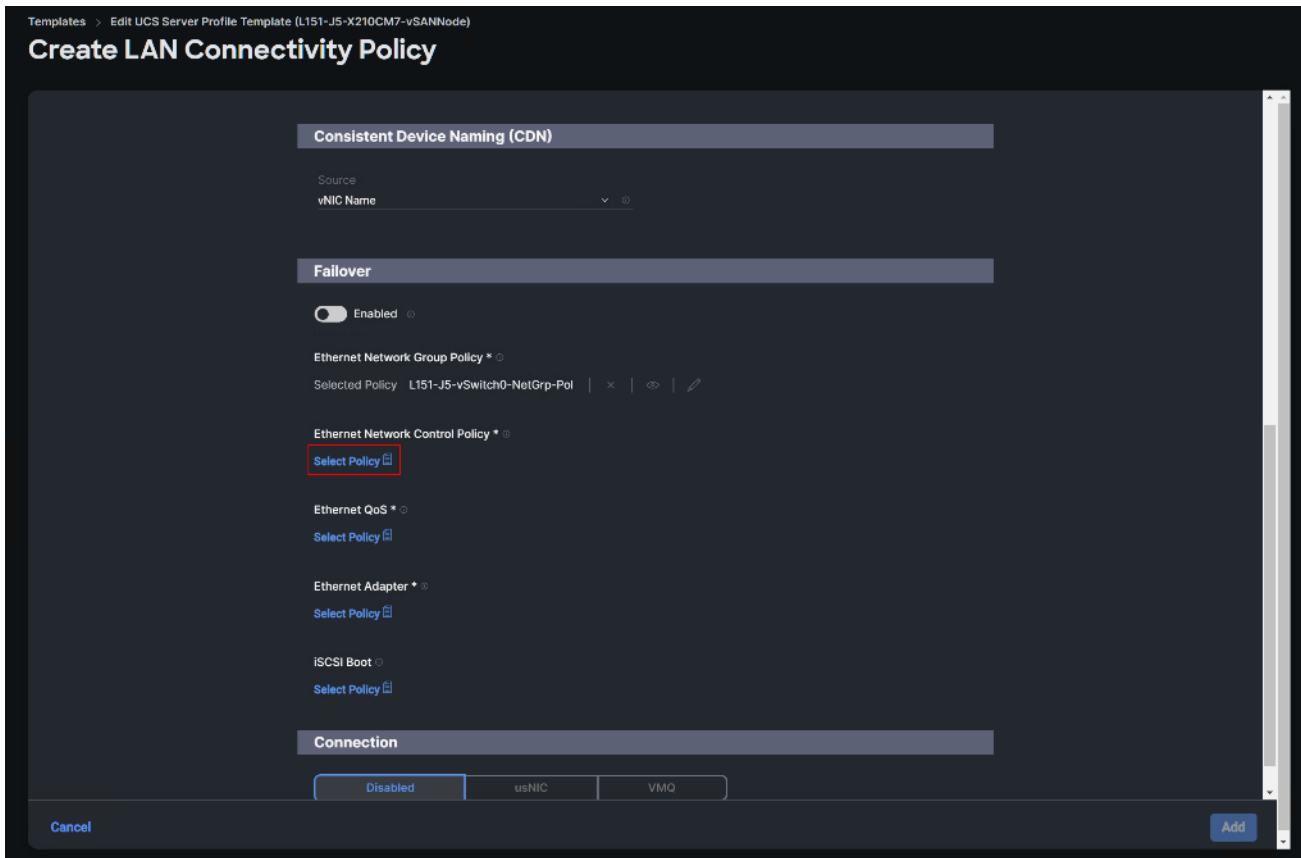 Templates > Edit UCS Server Profile Template (L151-J5-X210CM7-vSANNode)
Create LAN Connectivity Policy
Consistent Device Naming (CDN)
Source
vNIC Name
Failover
Enabled
Ethernet Network Group Policy *
Selected Policy L151-J5-vSwitch0-NetGrp-Pol
Ethernet Network Control Policy *
Select Policy
Ethernet QoS *
Select Policy
Ethernet Adapter *
Select Policy
iSCSI Boot
Select Policy
Connection
Disabled usNIC VMQ
Cancel Add